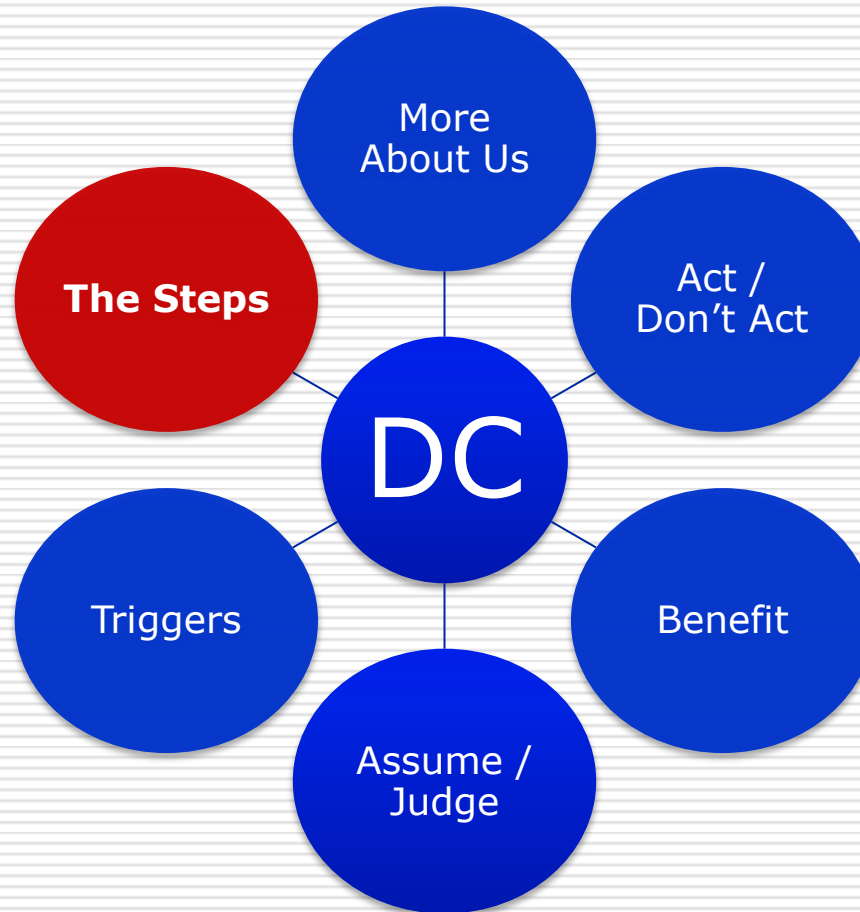 More
About Us
The Steps
Act /
Don’t Act
DC
Triggers
Benefit
Assume /
Judge